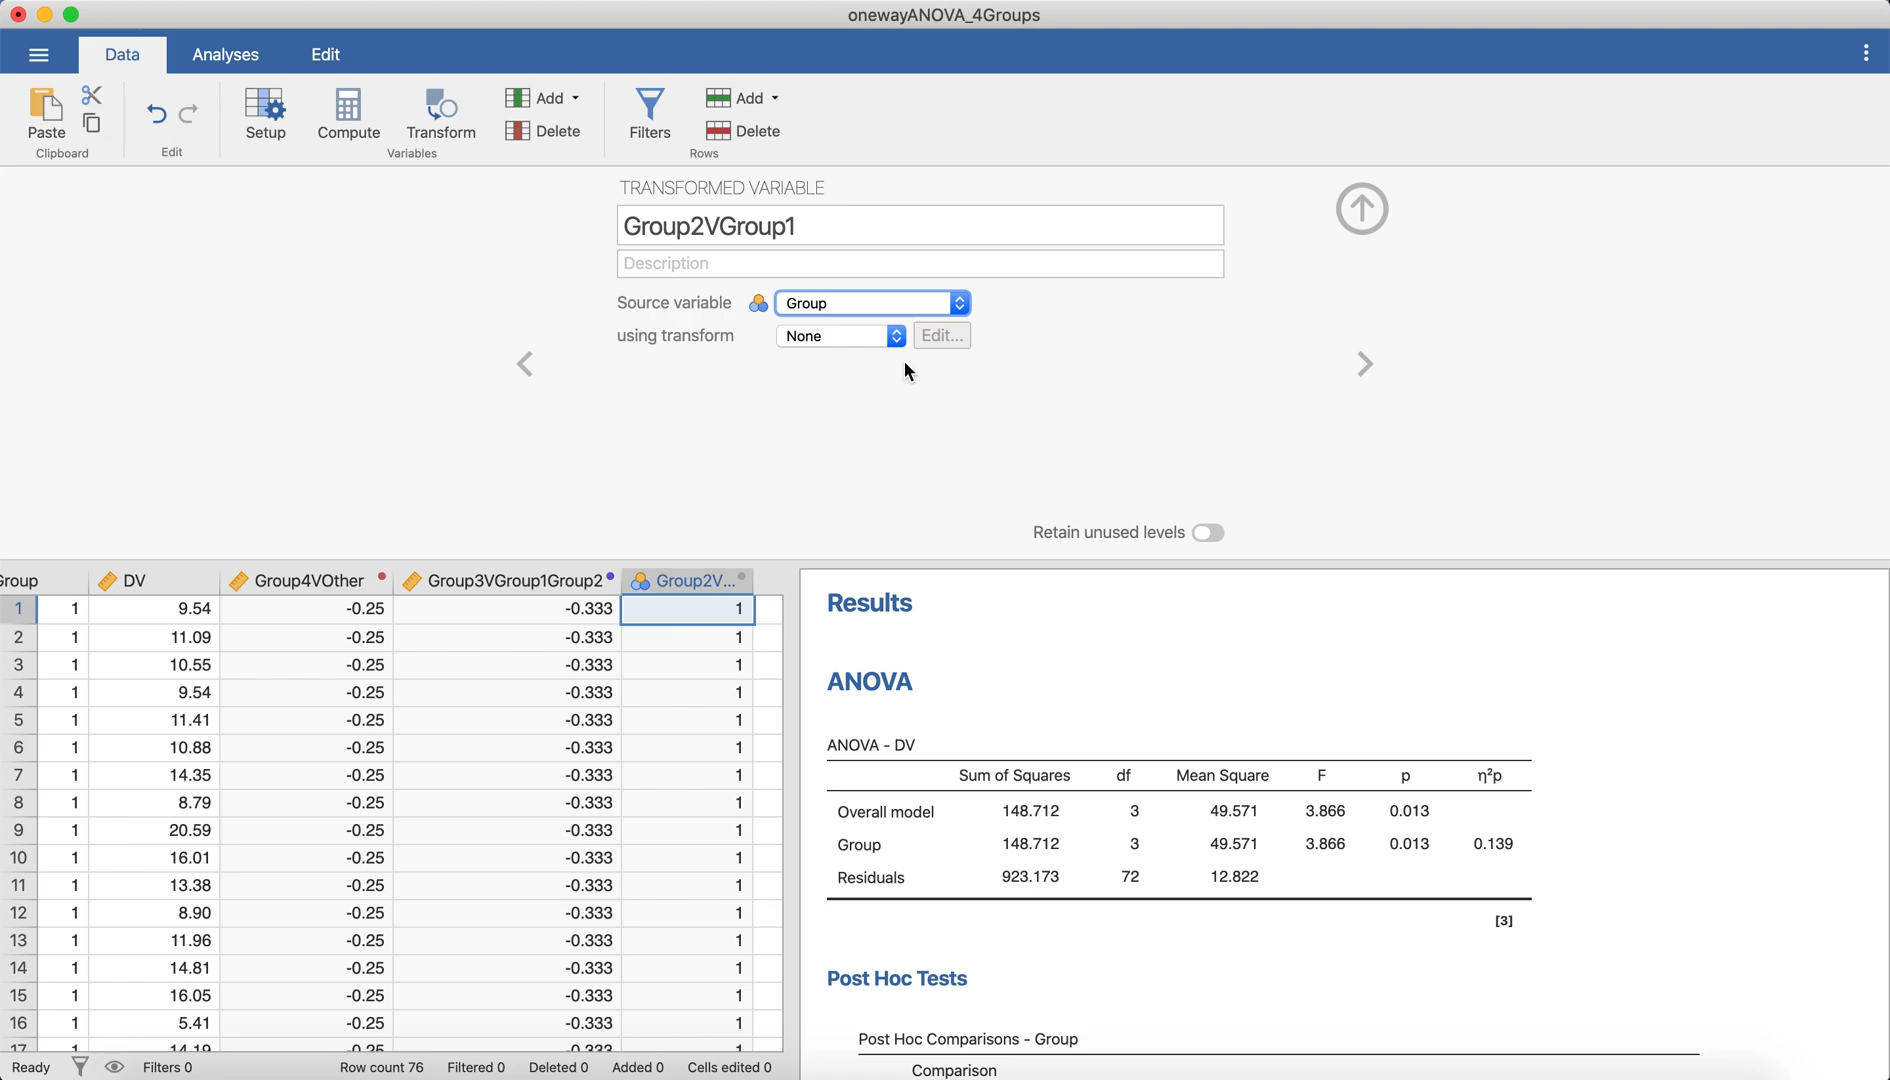 onewayANOVA_4Groups
Data Analyses Edit
Paste Setup Compute Transform Add Delete Filters Add Delete
Clipboard Edit Variables Rows
TRANSFORMED VARIABLE
Group2VGroup1
Description
Source variable Group
using transform None Edit...
Retain unused levels
Group DV Group4VOther Group3VGroup1Group2 Group2V...
1 1 9.54 -0.25 -0.333 1
2 1 11.09 -0.25 -0.333 1
3 1 10.55 -0.25 -0.333 1
4 1 9.54 -0.25 -0.333 1
5 1 11.41 -0.25 -0.333 1
6 1 10.88 -0.25 -0.333 1
7 1 14.35 -0.25 -0.333 1
8 1 8.79 -0.25 -0.333 1
9 1 20.59 -0.25 -0.333 1
10 1 16.01 -0.25 -0.333 1
11 1 13.38 -0.25 -0.333 1
12 1 8.90 -0.25 -0.333 1
13 1 11.96 -0.25 -0.333 1
14 1 14.81 -0.25 -0.333 1
15 1 16.05 -0.25 -0.333 1
16 1 5.41 -0.25 -0.333 1
17 1 14.19 -0.25 -0.333 1
Ready Filters 0 Row count 76 Filtered 0 Deleted 0 Added 0 Cells edited 0
Results
ANOVA
ANOVA - DV
Sum of Squares df Mean Square F p η²p
Overall model 148.712 3 49.571 3.866 0.013
Group 148.712 3 49.571 3.866 0.013 0.139
Residuals 923.173 72 12.822
[3]
Post Hoc Tests
Post Hoc Comparisons - Group
Comparison